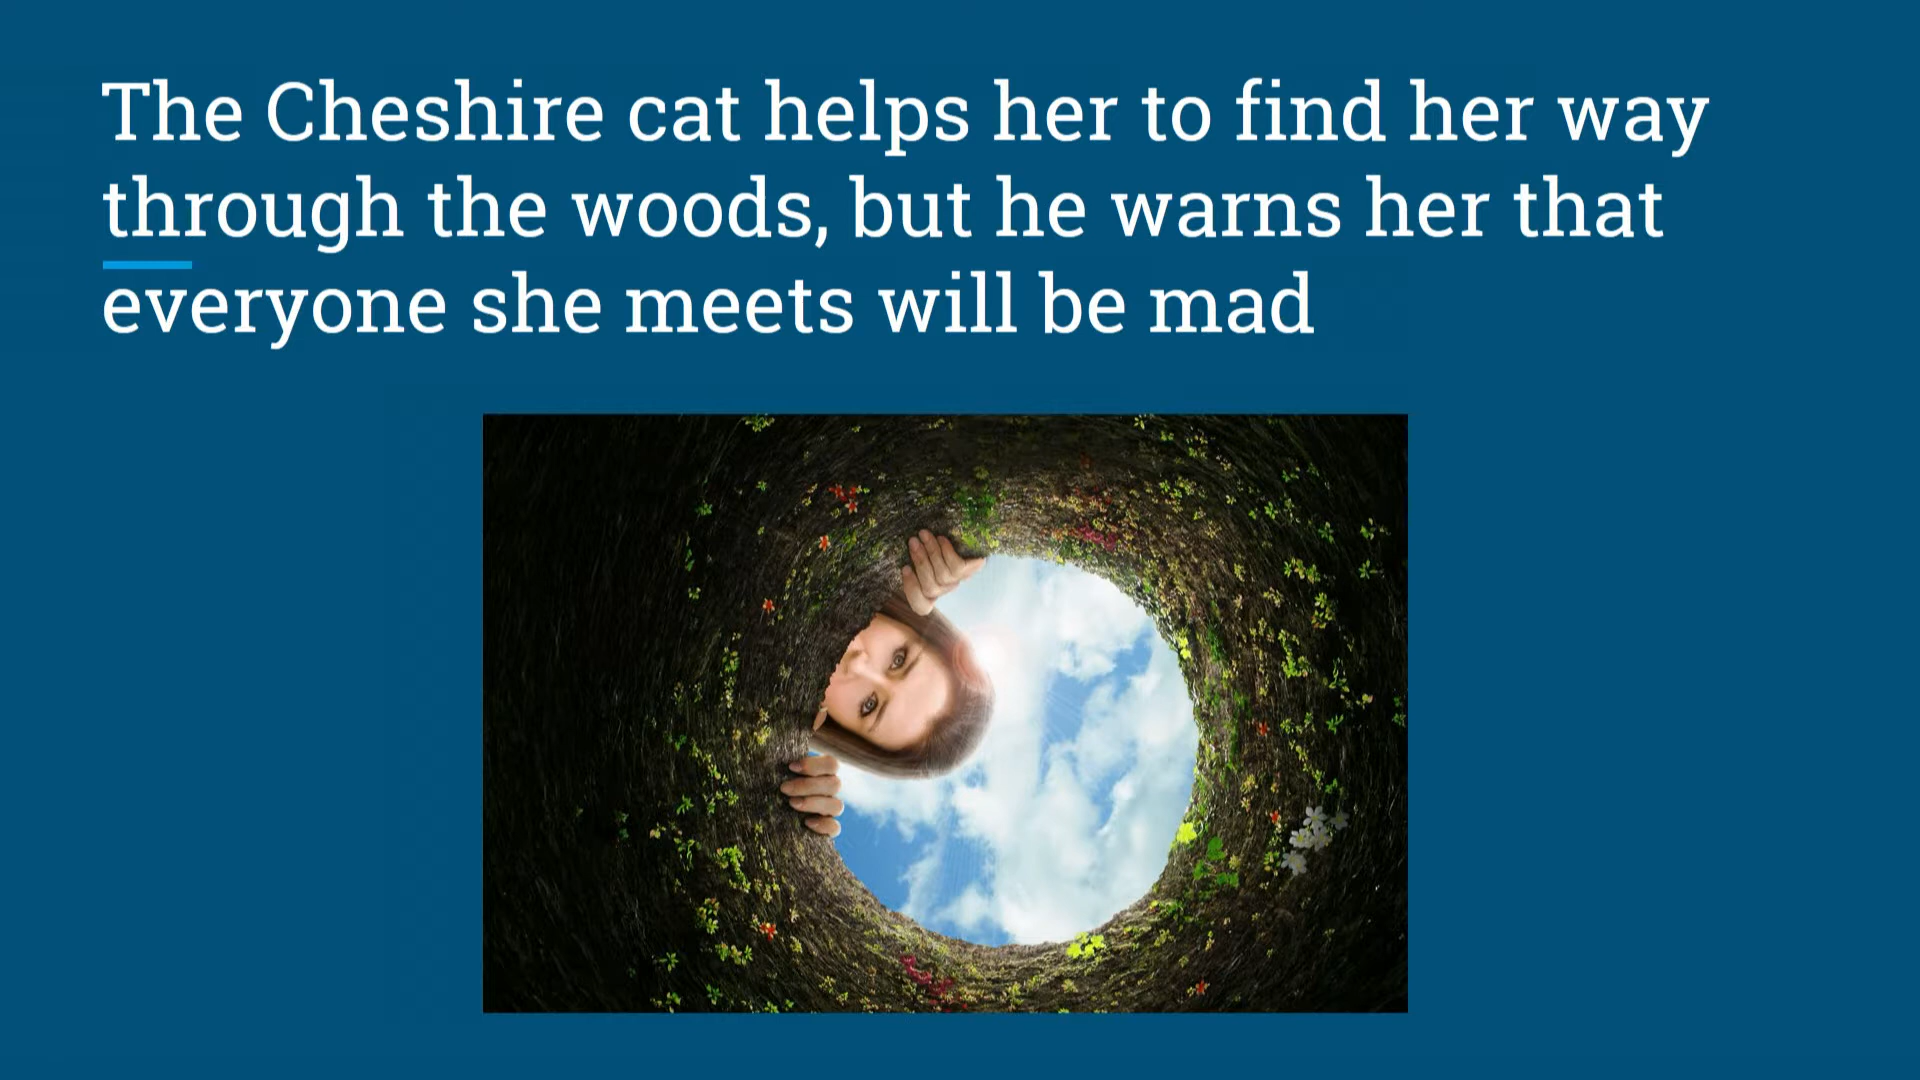 The Cheshire cat helps her to find her way
through the woods, but he warns her that
everyone she meets will be mad